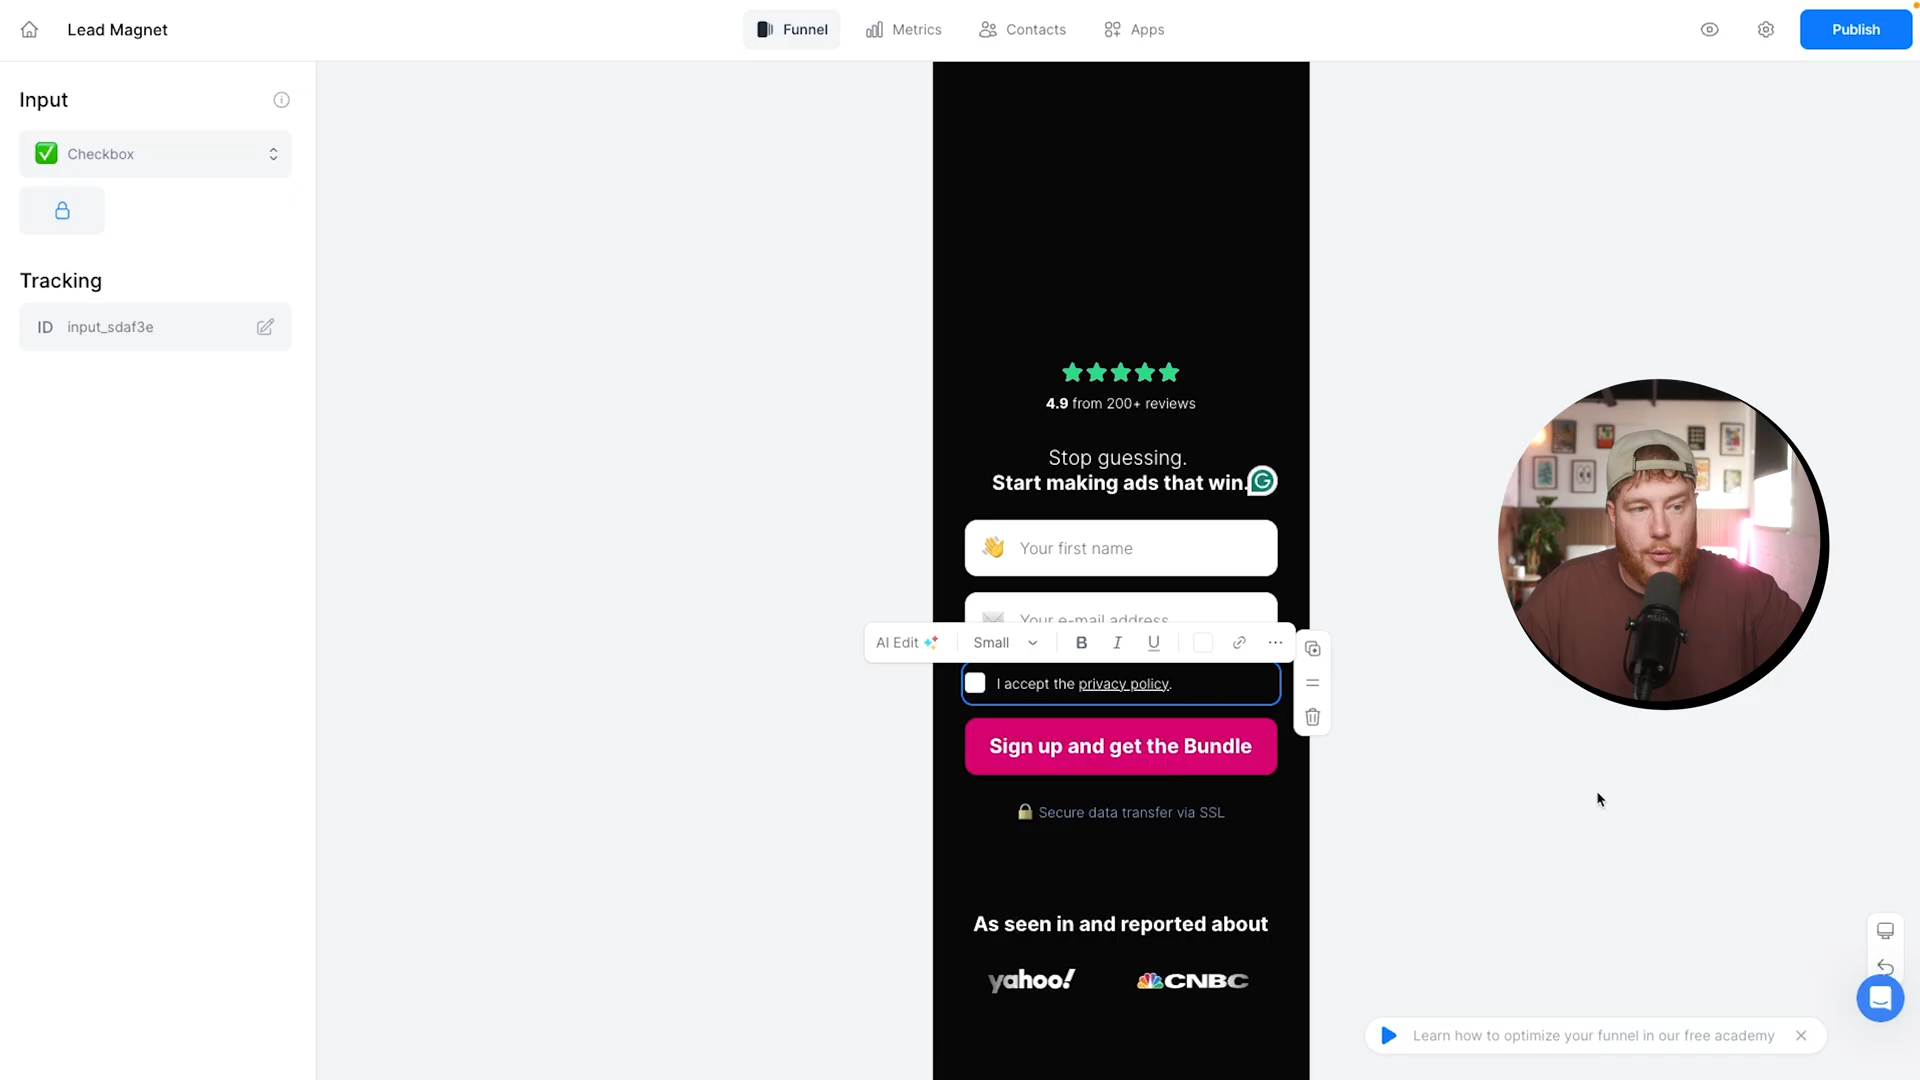 Lead Magnet
Funnel
Metrics
Contacts
Apps
Publish
Input
Checkbox
Tracking
ID input_sdaf3e
4.9 from 200+ reviews
Stop guessing.
Start making ads that win.
Your first name
Your e-mail address
AI Edit
Small
B I U
I accept the privacy policy.
Sign up and get the Bundle
Secure data transfer via SSL
As seen in and reported about
yahoo! CNBC
Learn how to optimize your funnel in our free academy